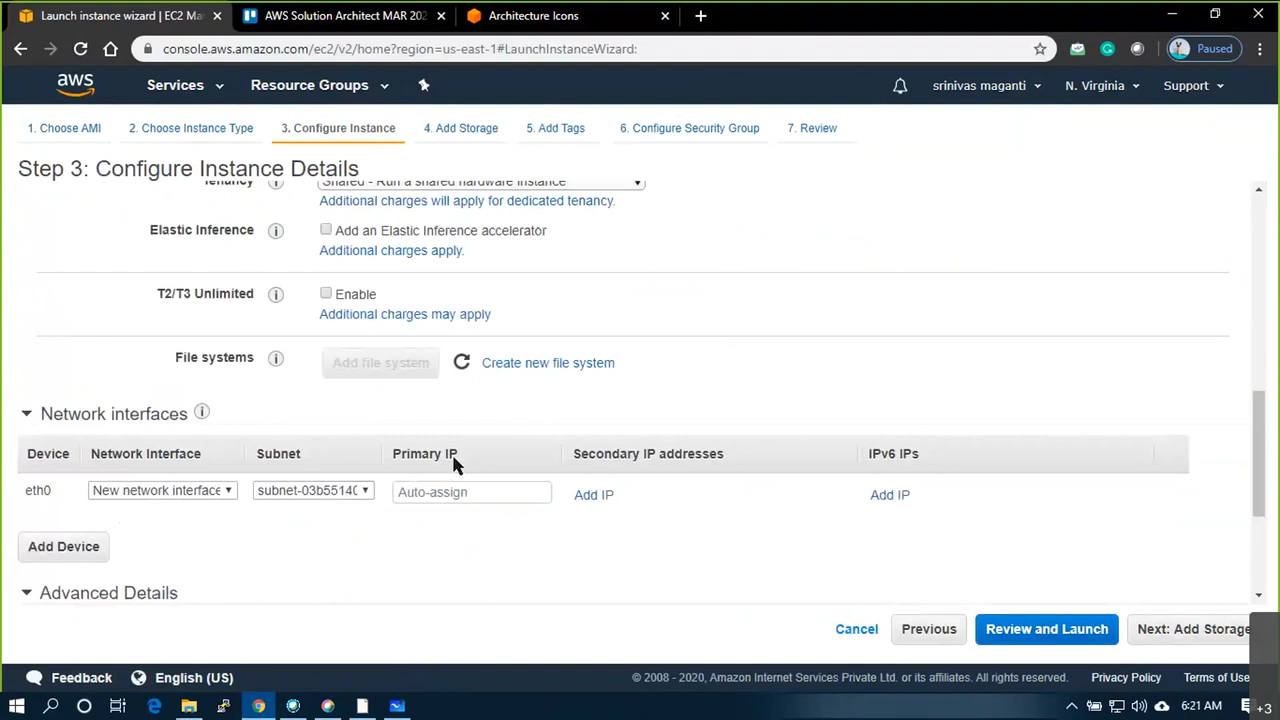 Launch instance wizard | EC2 Ma
AWS Solution Architect MAR 202
Architecture Icons
console.aws.amazon.com/ec2/v2/home?region=us-east-1#LaunchInstanceWizard:
Paused
aws
Services
Resource Groups
srinivas maganti
N. Virginia
Support
1. Choose AMI
2. Choose Instance Type
3. Configure Instance
4. Add Storage
5. Add Tags
6. Configure Security Group
7. Review
Step 3: Configure Instance Details
Tenancy
Shared - Run a shared hardware instance
Additional charges will apply for dedicated tenancy.
Elastic Inference
Add an Elastic Inference accelerator
Additional charges apply.
T2/T3 Unlimited
Enable
Additional charges may apply
File systems
Add file system
Create new file system
Network interfaces
Device
Network Interface
Subnet
Primary IP
Secondary IP addresses
IPv6 IPs
eth0
New network interface
subnet-03b55140
Auto-assign
Add IP
Add IP
Add Device
Advanced Details
Cancel
Previous
Review and Launch
Next: Add Storage
Feedback
English (US)
© 2008 - 2020, Amazon Internet Services Private Ltd. or its affiliates. All rights reserved.
Privacy Policy
Terms of Use
6:21 AM
+3